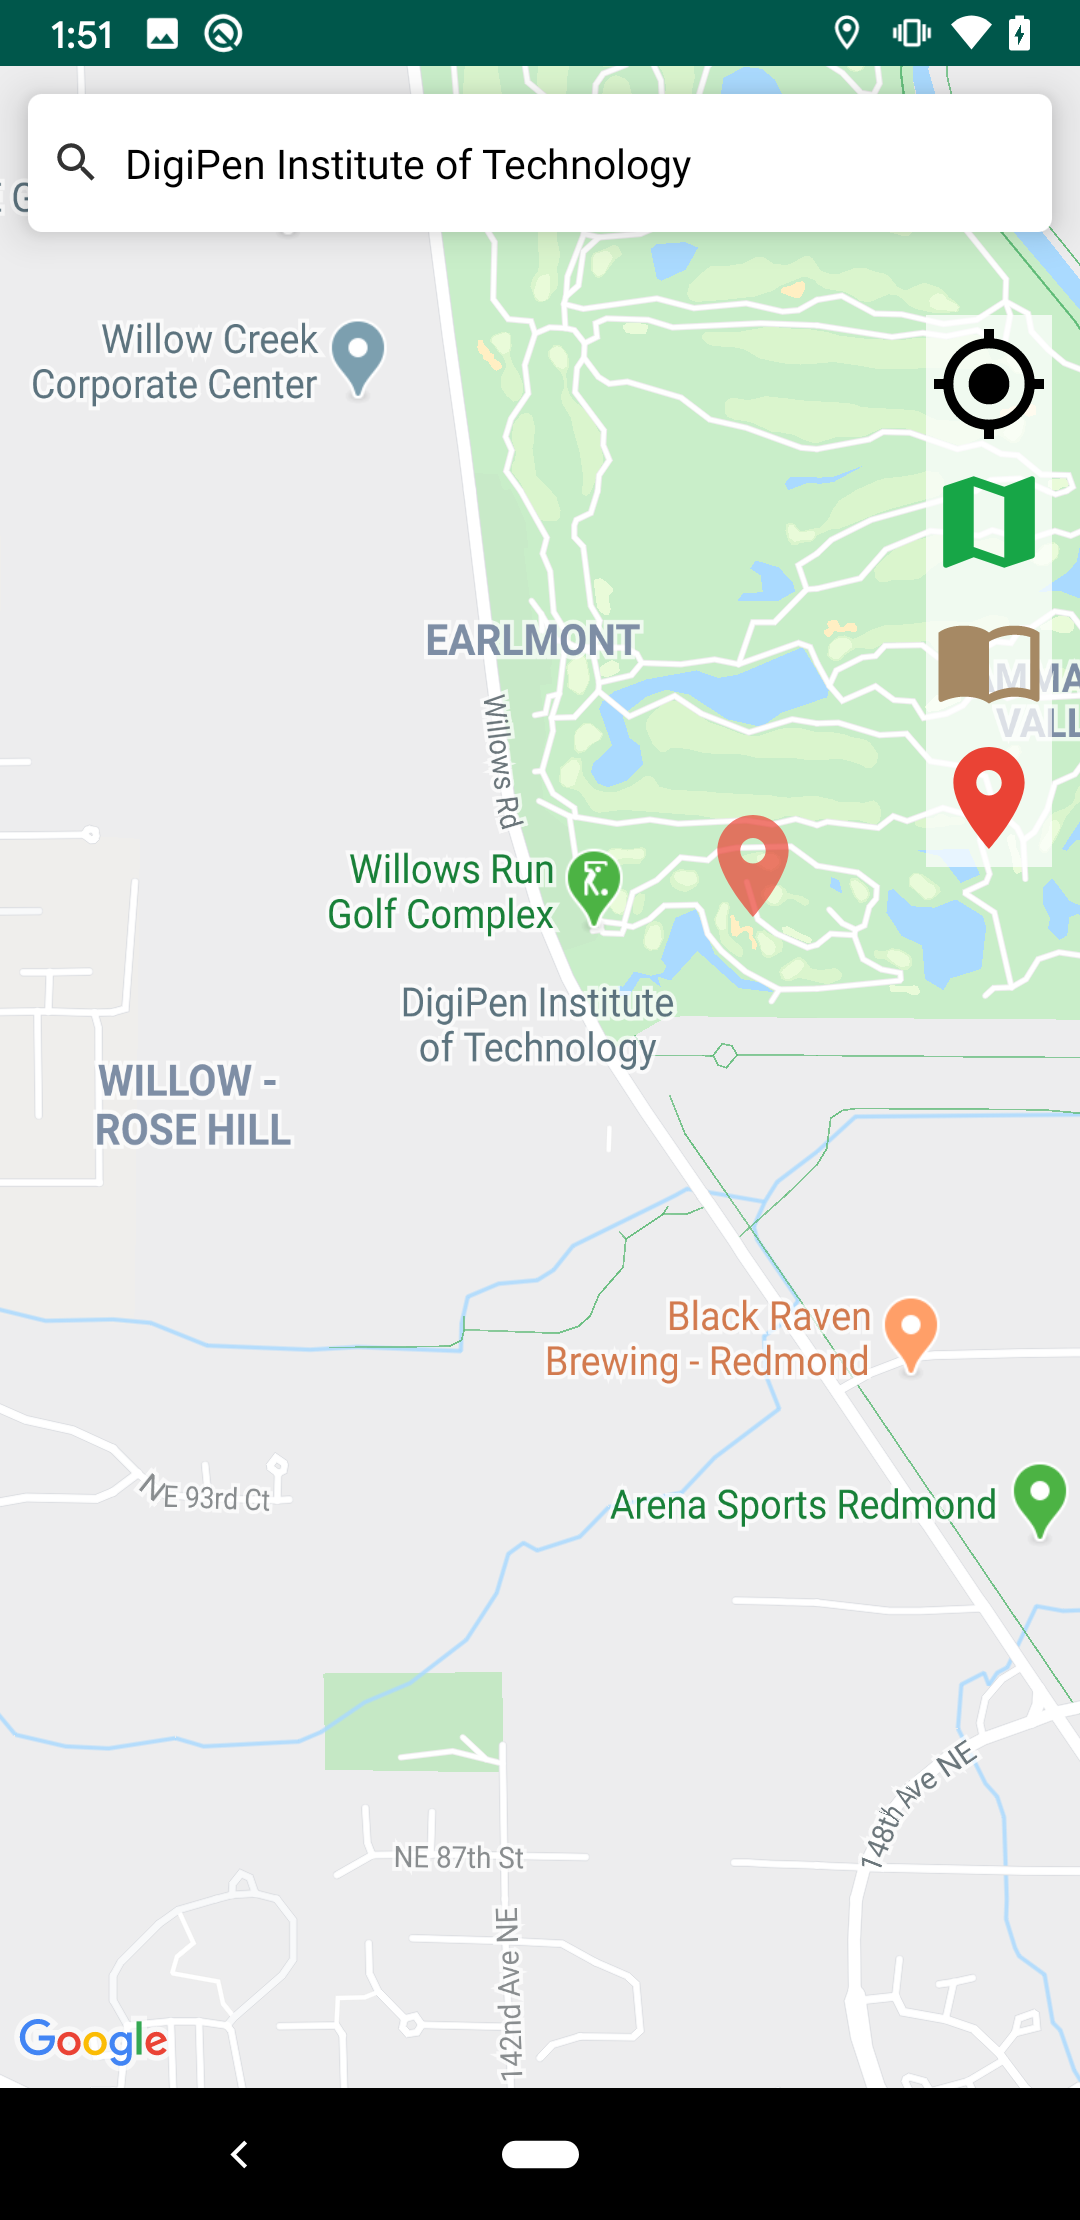 1:51
DigiPen Institute of Technology
Willow Creek
Corporate Center
EARLMONT
VALL
Willows Rd
Willows Run
Golf Complex
DigiPen Institute
of Technology
WILLOW -
ROSE HILL
Black Raven
Brewing - Redmond
NE 93rd Ct
Arena Sports Redmond
148th Ave NE
NE 87th St
142nd Ave NE
Google